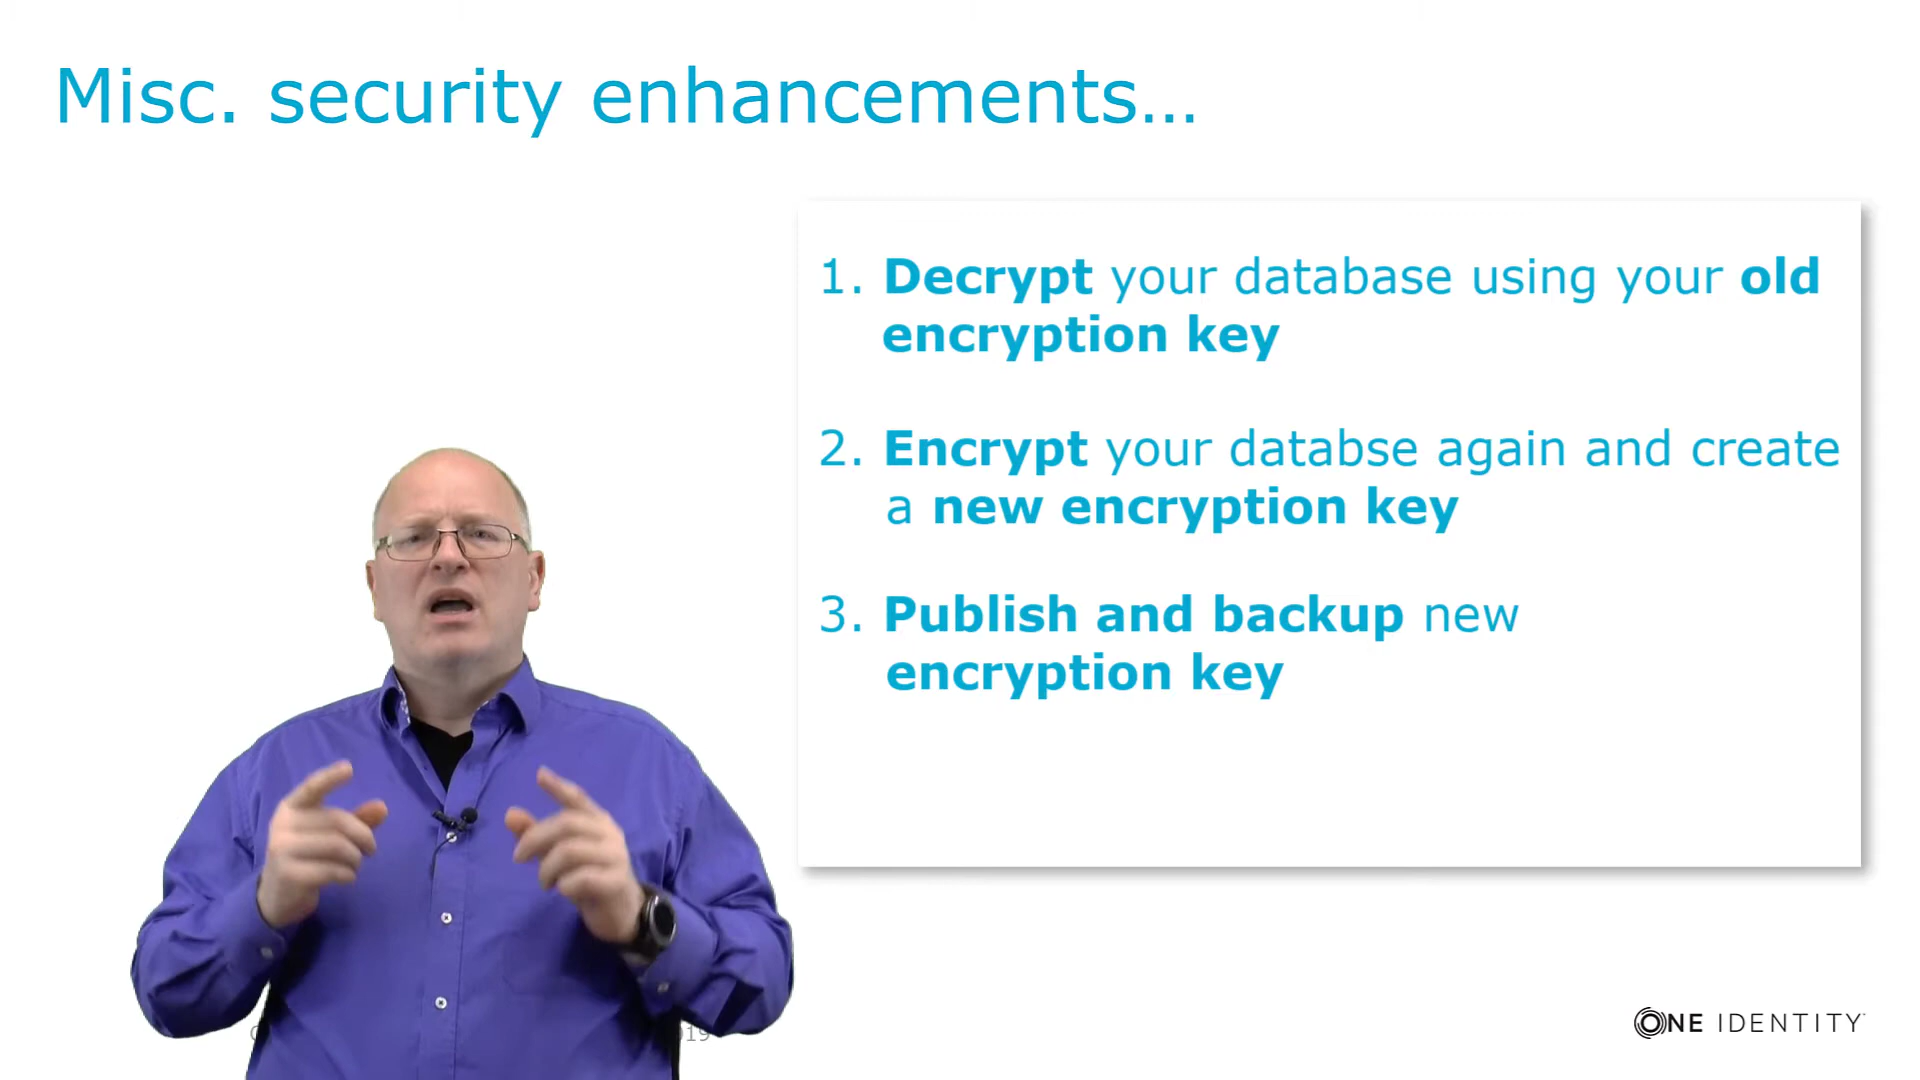 Misc. security enhancements...
1. Decrypt your database using your old
encryption key
2. Encrypt your databse again and create
a new encryption key
3. Publish and backup new
encryption key
ONE IDENTITY